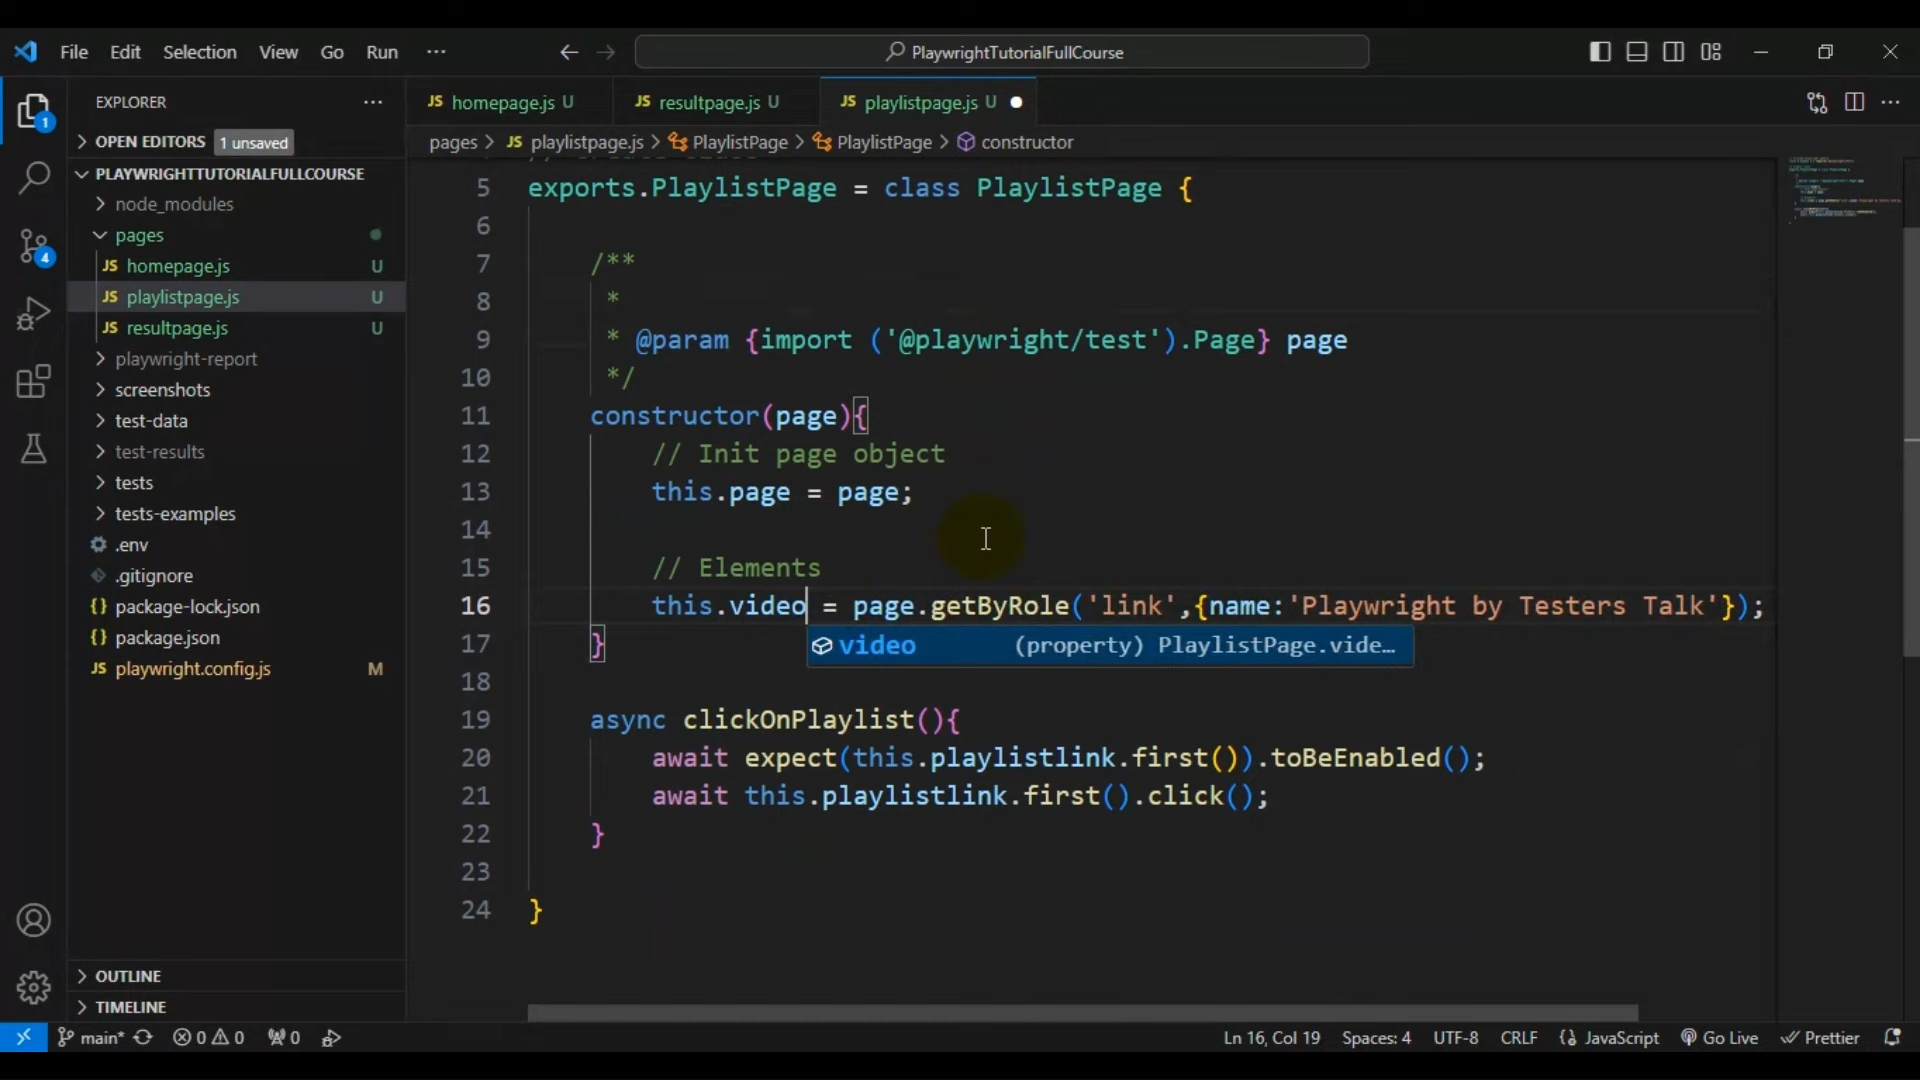 File Edit Selection View Go Run ···
PlaywrightTutorialFullCourse
EXPLORER ···
JS homepage.js U
JS resultpage.js U
JS playlistpage.js U
OPEN EDITORS 1 unsaved
pages > JS playlistpage.js > PlaylistPage > PlaylistPage > constructor
PLAYWRIGHTTUTORIALFULLCOURSE
node_modules
pages
JS homepage.js U
JS playlistpage.js U
JS resultpage.js U
playwright-report
screenshots
test-data
test-results
tests
tests-examples
.env
.gitignore
{} package-lock.json
{} package.json
JS playwright.config.js M
OUTLINE
TIMELINE
1
4
5 exports.PlaylistPage = class PlaylistPage {
6
7 /**
8 *
9 * @param {import ('@playwright/test').Page} page
10 */
11 constructor(page){
12 // Init page object
13 this.page = page;
14
15 // Elements
16 this.video = page.getByRole('link',{name:'Playwright by Testers Talk'});
17 }
video (property) PlaylistPage.vide…
18
19 async clickOnPlaylist(){
20 await expect(this.playlistlink.first()).toBeEnabled();
21 await this.playlistlink.first().click();
22 }
23
24 }
main* 0 0 0
Ln 16, Col 19 Spaces: 4 UTF-8 CRLF JavaScript Go Live Prettier